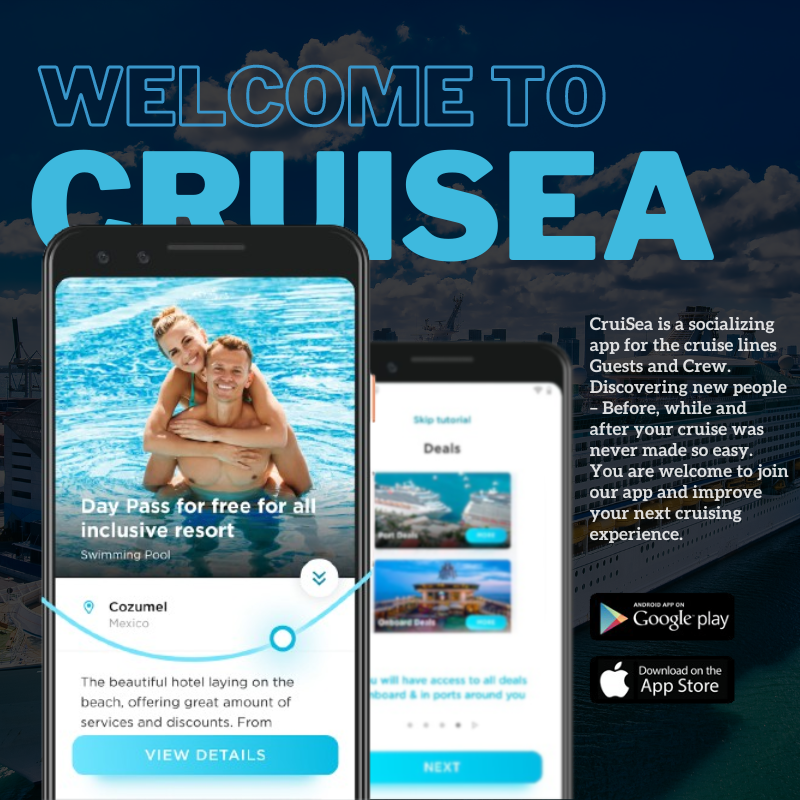 WELCOME TO
CRUISEA
Day Pass for free for all
inclusive resort
Swimming Pool
Cozumel
Mexico
The beautiful hotel laying on the
beach, offering great amount of
services and discounts. From
VIEW DETAILS
Skip tutorial
Deals
Port Deals
MORE
Onboard Deals
MORE
u will have access to all deals
nboard & in ports around you
NEXT
CruiSea is a socializing
app for the cruise lines
Guests and Crew.
Discovering new people
– Before, while and
after your cruise was
never made so easy.
You are welcome to join
our app and improve
your next cruising
experience.
ANDROID APP ON
Google play
Download on the
App Store